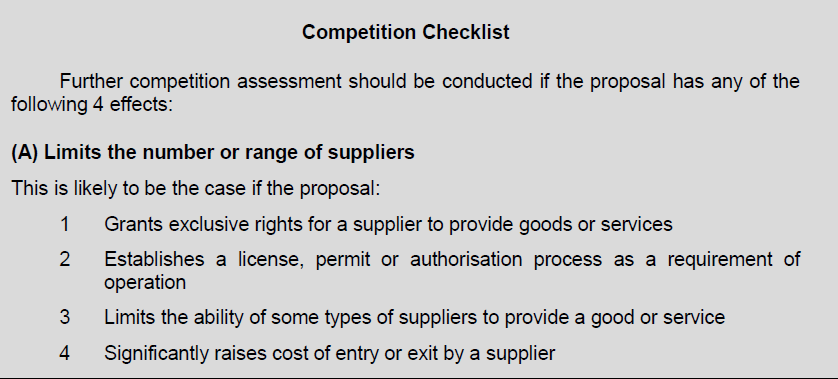 Competition Checklist
Further competition assessment should be conducted if the proposal has any of the
following 4 effects:
(A) Limits the number or range of suppliers
This is likely to be the case if the proposal:
1 Grants exclusive rights for a supplier to provide goods or services
2 Establishes a license, permit or authorisation process as a requirement of
operation
3 Limits the ability of some types of suppliers to provide a good or service
4 Significantly raises cost of entry or exit by a supplier